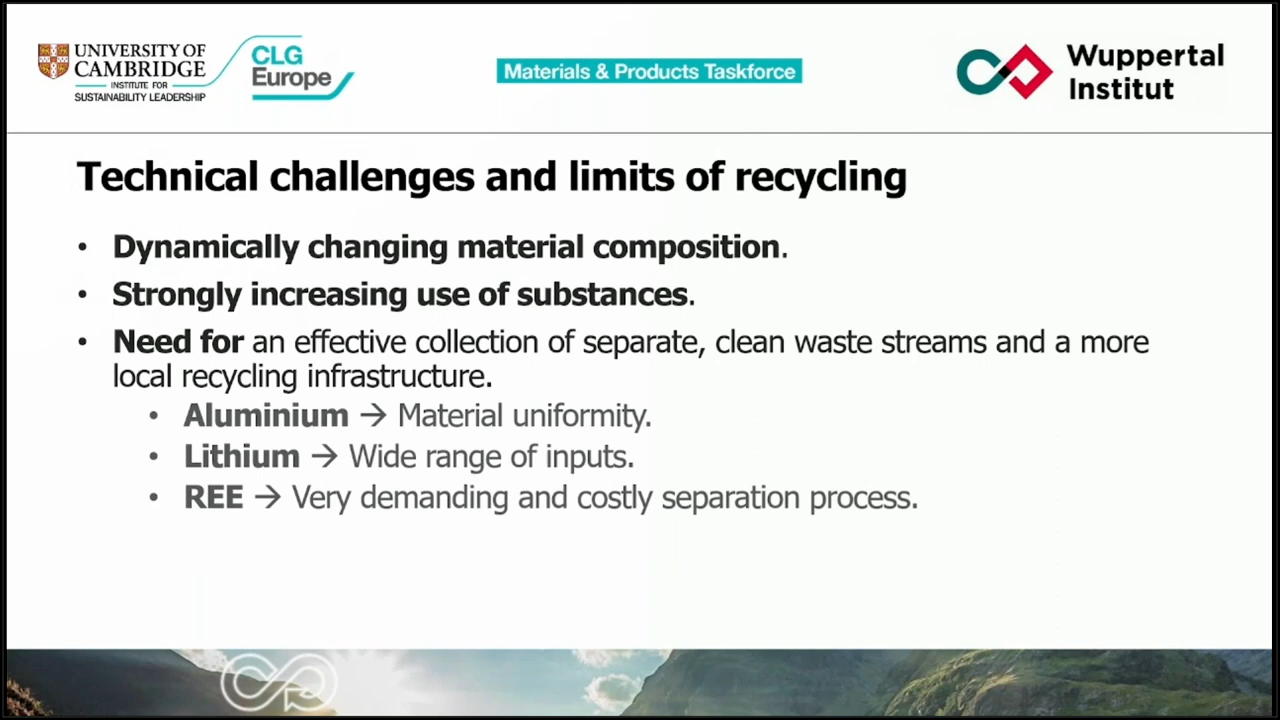 UNIVERSITY OF
CAMBRIDGE
INSTITUTE FOR
SUSTAINABILITY LEADERSHIP
CLG
Europe
Materials & Products Taskforce
Wuppertal
Institut
Technical challenges and limits of recycling
• Dynamically changing material composition.
• Strongly increasing use of substances.
• Need for an effective collection of separate, clean waste streams and a more
local recycling infrastructure.
• Aluminium → Material uniformity.
• Lithium → Wide range of inputs.
• REE → Very demanding and costly separation process.